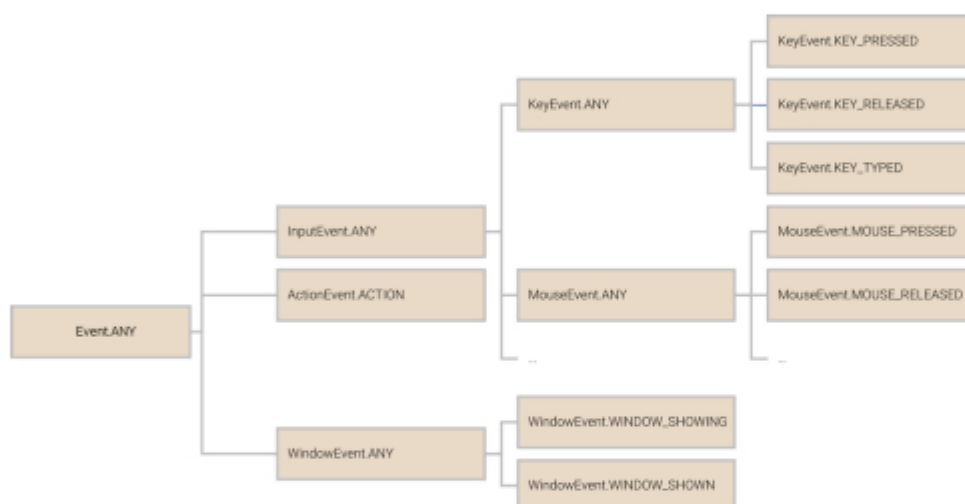 KeyEvent.KEY_PRESSED
KeyEvent.ANY
KeyEvent.KEY_RELEASED
KeyEvent.KEY_TYPED
InputEvent.ANY
MouseEvent.MOUSE_PRESSED
ActionEvent.ACTION
MouseEvent.ANY
MouseEvent.MOUSE_RELEASED
Event.ANY
...
...
WindowEvent.WINDOW_SHOWING
WindowEvent.ANY
WindowEvent.WINDOW_SHOWN